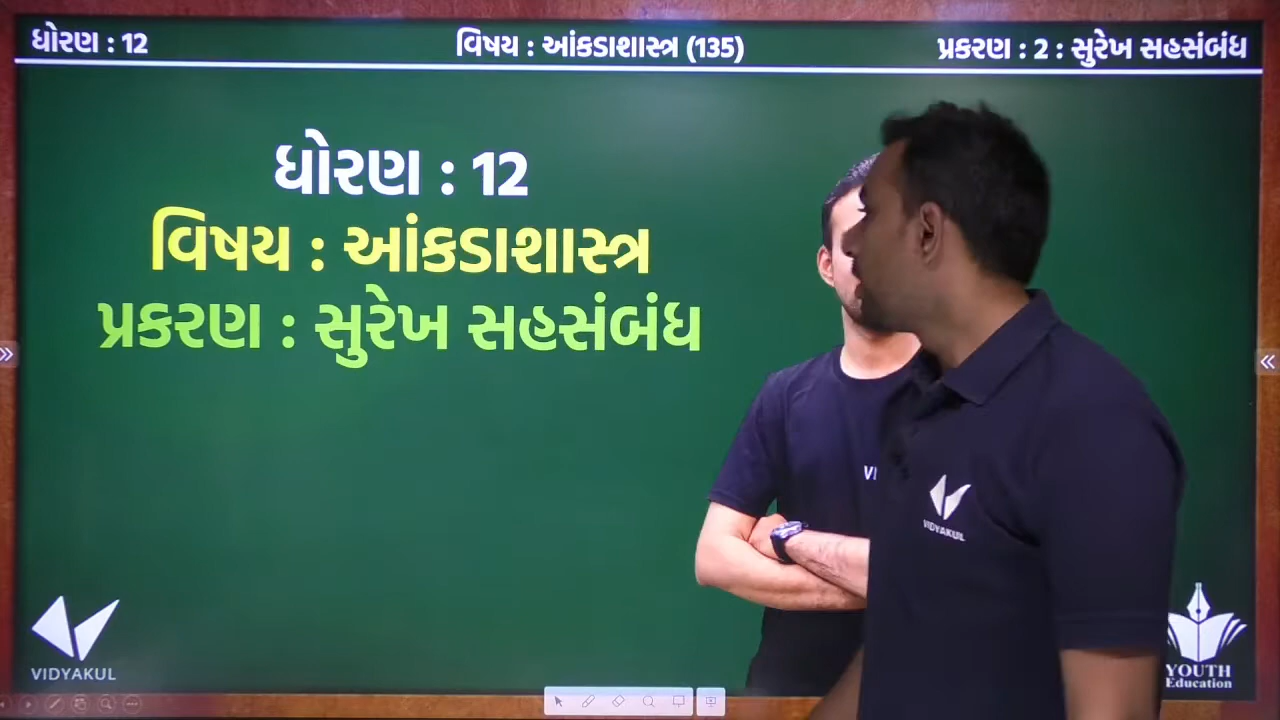 ધોરણ : 12
વિષય : આંકડાશાસ્ત્ર (135)
પ્રકરણ : 2 : સુરેખ સહસંબંધ
ધોરણ : 12
વિષય : આંકડાશાસ્ત્ર
પ્રકરણ : સુરેખ સહસંબંધ
VIDYAKUL
VIDYAKUL
YOUTH
Education